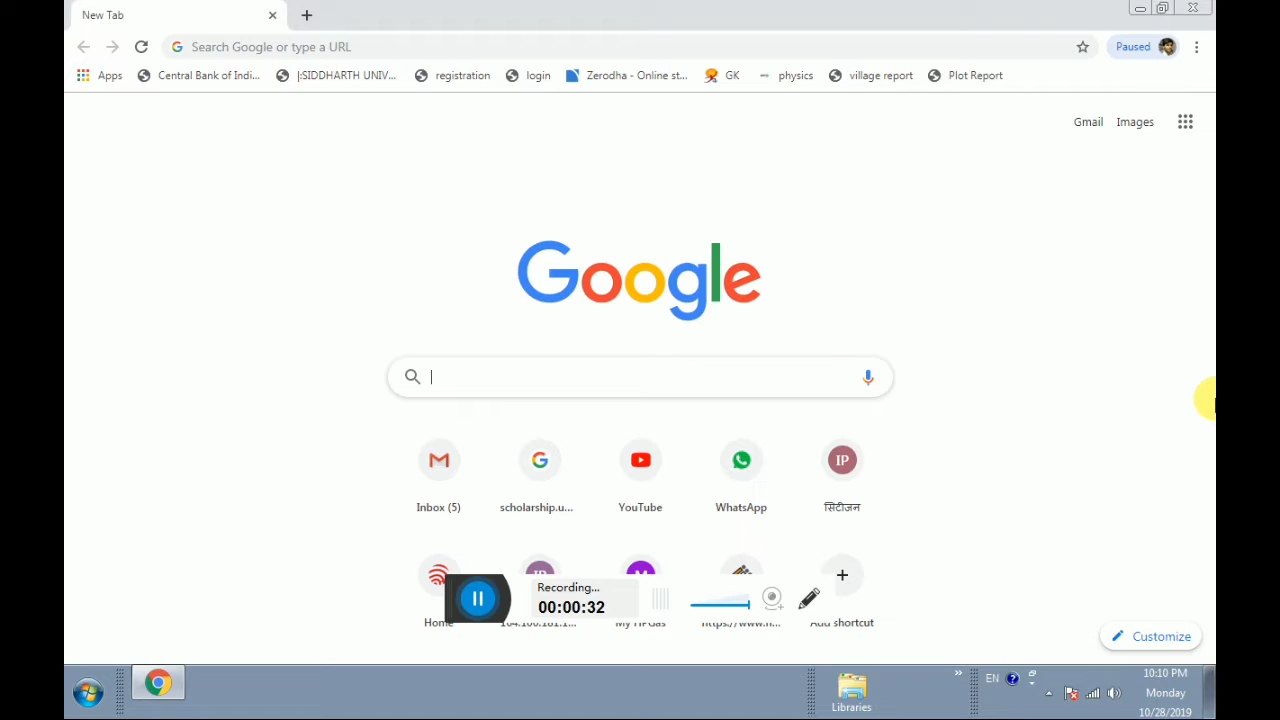 New Tab
Search Google or type a URL
Paused
Apps
Central Bank of Indi...
|:SIDDHARTH UNIV...
registration
login
Zerodha - Online st...
GK
physics
village report
Plot Report
Gmail
Images
Google
IP
Inbox (5)
scholarship.u...
YouTube
WhatsApp
सिटीजन
Recording...
00:00:32
My HPGas
Add shortcut
Customize
EN
Libraries
10:10 PM
Monday
10/28/2019